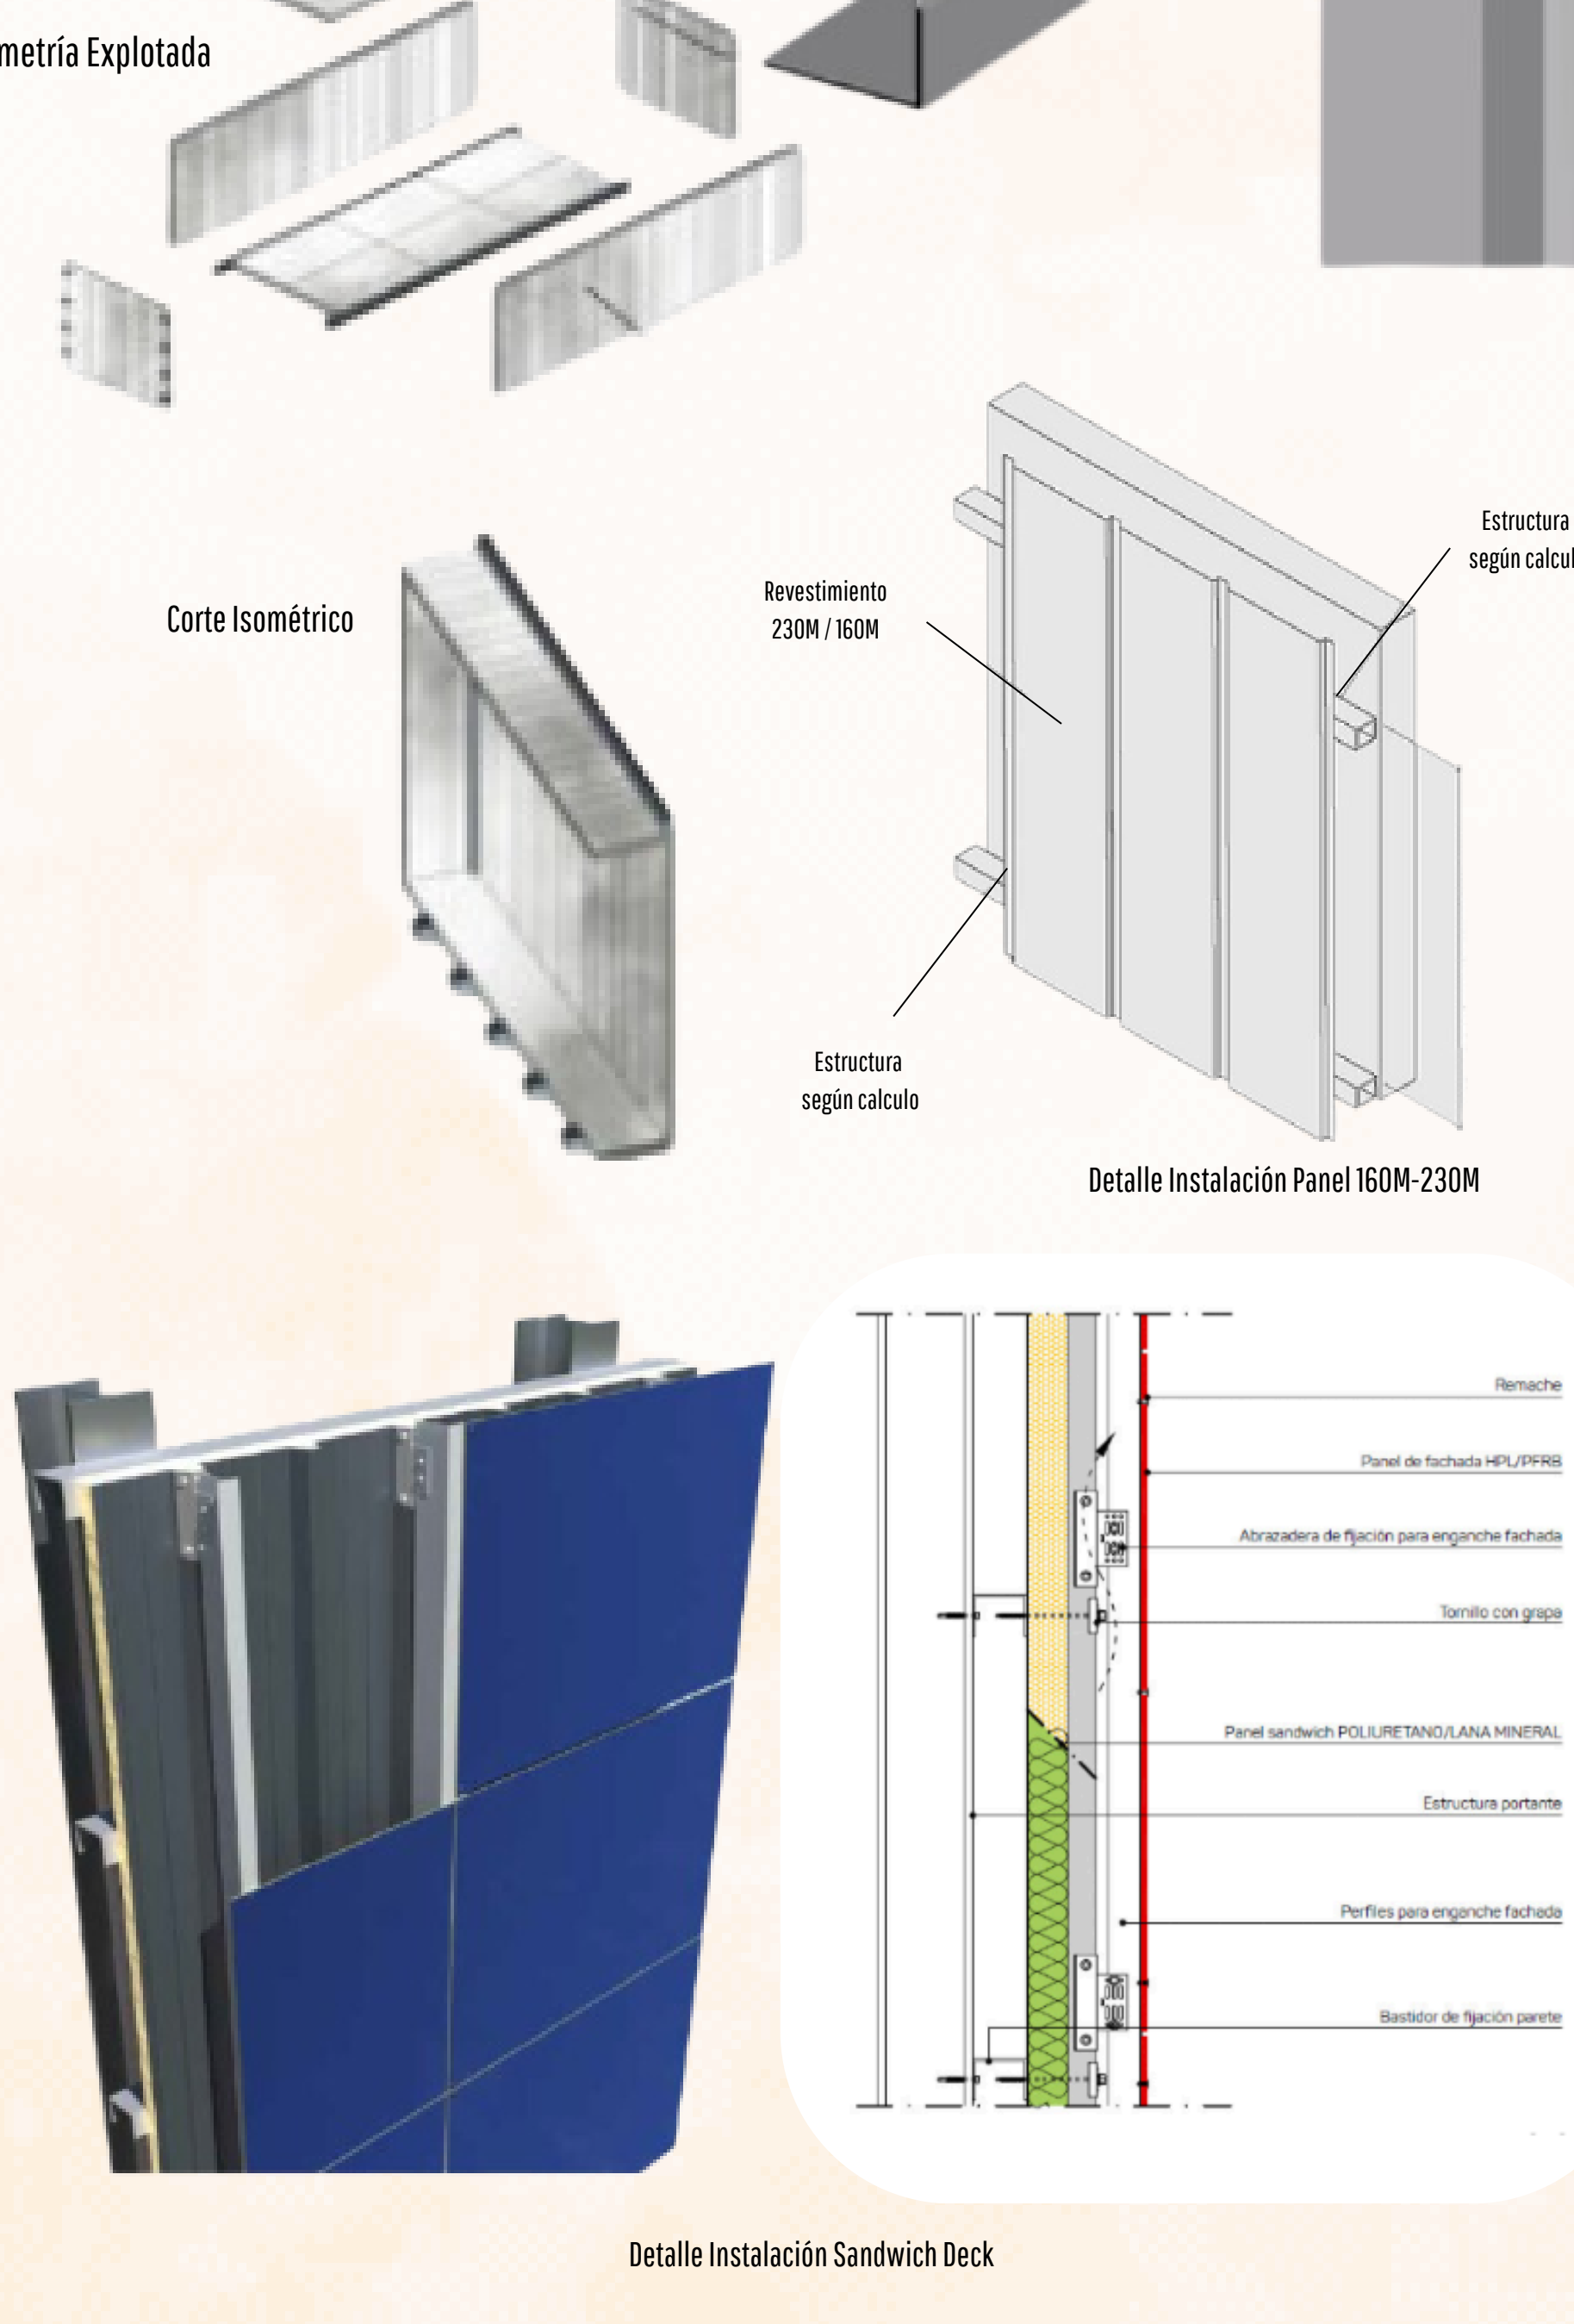 metría Explotada
Corte Isométrico
Revestimiento
230M / 160M
Estructura
según calcul
Estructura
según calculo
Detalle Instalación Panel 160M-230M
Remache
Panel de fachada HPL/PFRB
Abrazadera de fijación para enganche fachada
Tornillo con grapa
Panel sandwich POLIURETANO/LANA MINERAL
Estructura portante
Perfiles para enganche fachada
Bastidor de fijación parete
Detalle Instalación Sandwich Deck